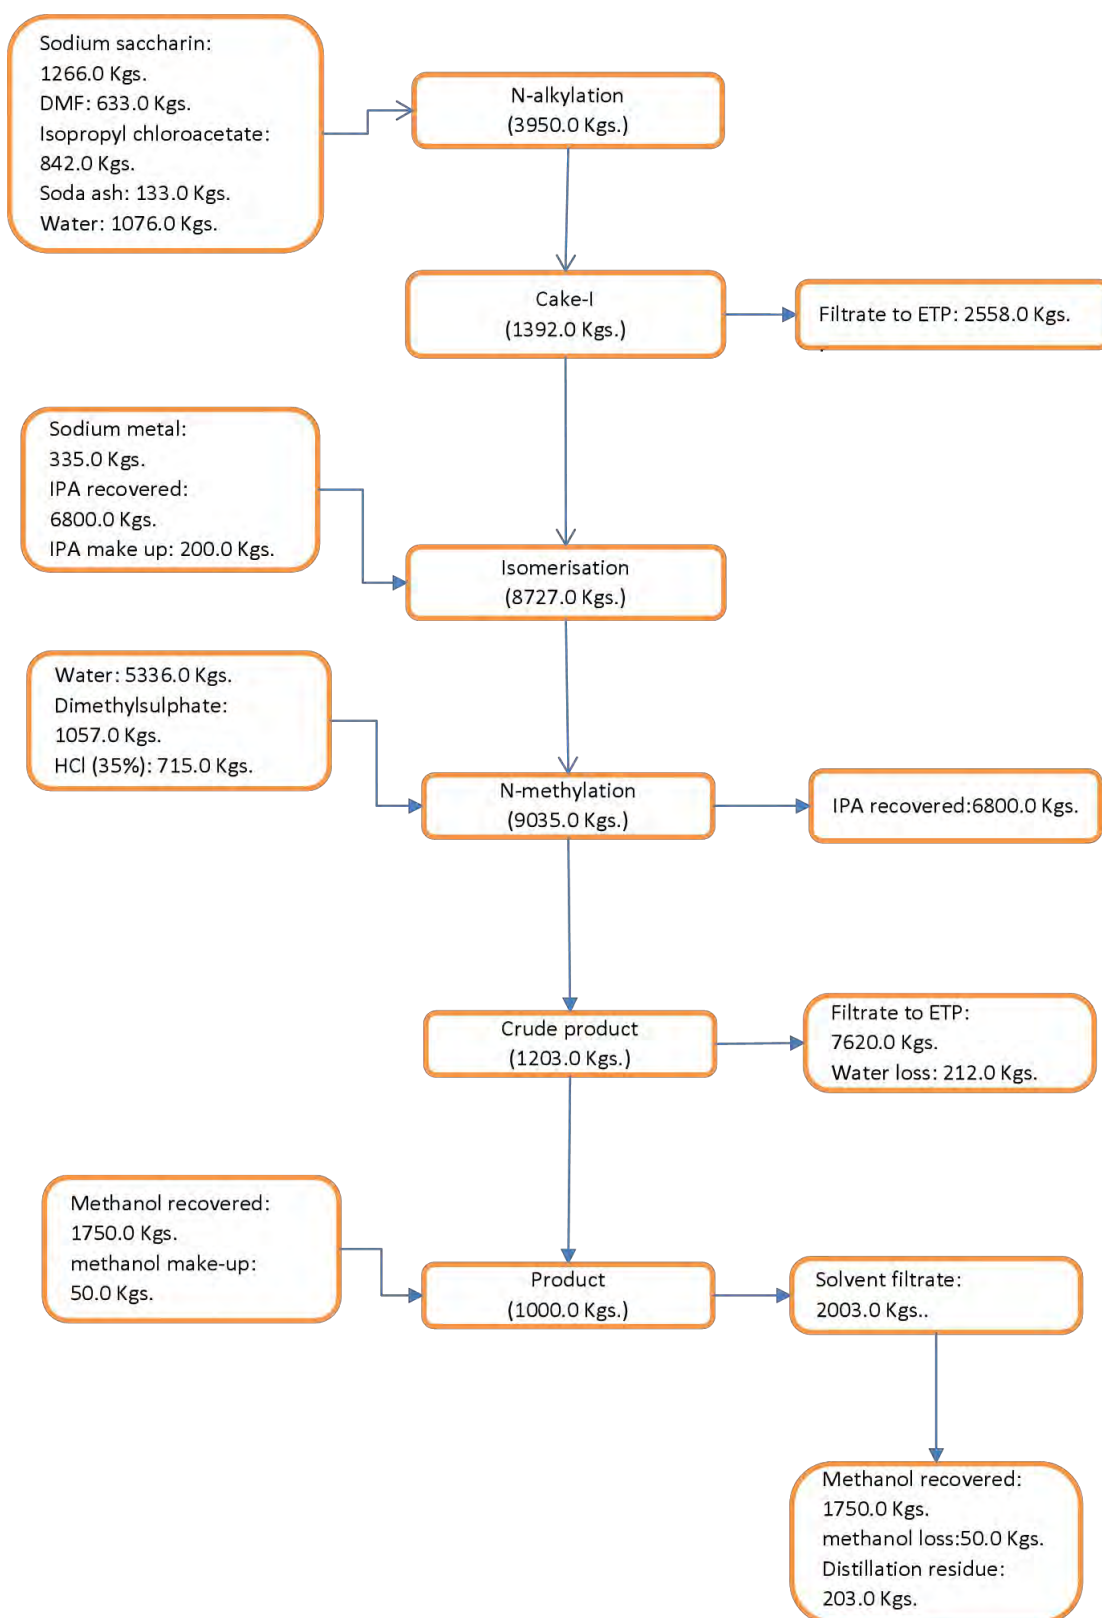 Sodium saccharin:
1266.0 Kgs.
DMF: 633.0 Kgs.
Isopropyl chloroacetate:
842.0 Kgs.
Soda ash: 133.0 Kgs.
Water: 1076.0 Kgs.
N-alkylation
(3950.0 Kgs.)
Cake-I
(1392.0 Kgs.)
Filtrate to ETP: 2558.0 Kgs.
Sodium metal:
335.0 Kgs.
IPA recovered:
6800.0 Kgs.
IPA make up: 200.0 Kgs.
Isomerisation
(8727.0 Kgs.)
Water: 5336.0 Kgs.
Dimethylsulphate:
1057.0 Kgs.
HCl (35%): 715.0 Kgs.
N-methylation
(9035.0 Kgs.)
IPA recovered:6800.0 Kgs.
Crude product
(1203.0 Kgs.)
Filtrate to ETP:
7620.0 Kgs.
Water loss: 212.0 Kgs.
Methanol recovered:
1750.0 Kgs.
methanol make-up:
50.0 Kgs.
Product
(1000.0 Kgs.)
Solvent filtrate:
2003.0 Kgs..
Methanol recovered:
1750.0 Kgs.
methanol loss:50.0 Kgs.
Distillation residue:
203.0 Kgs.